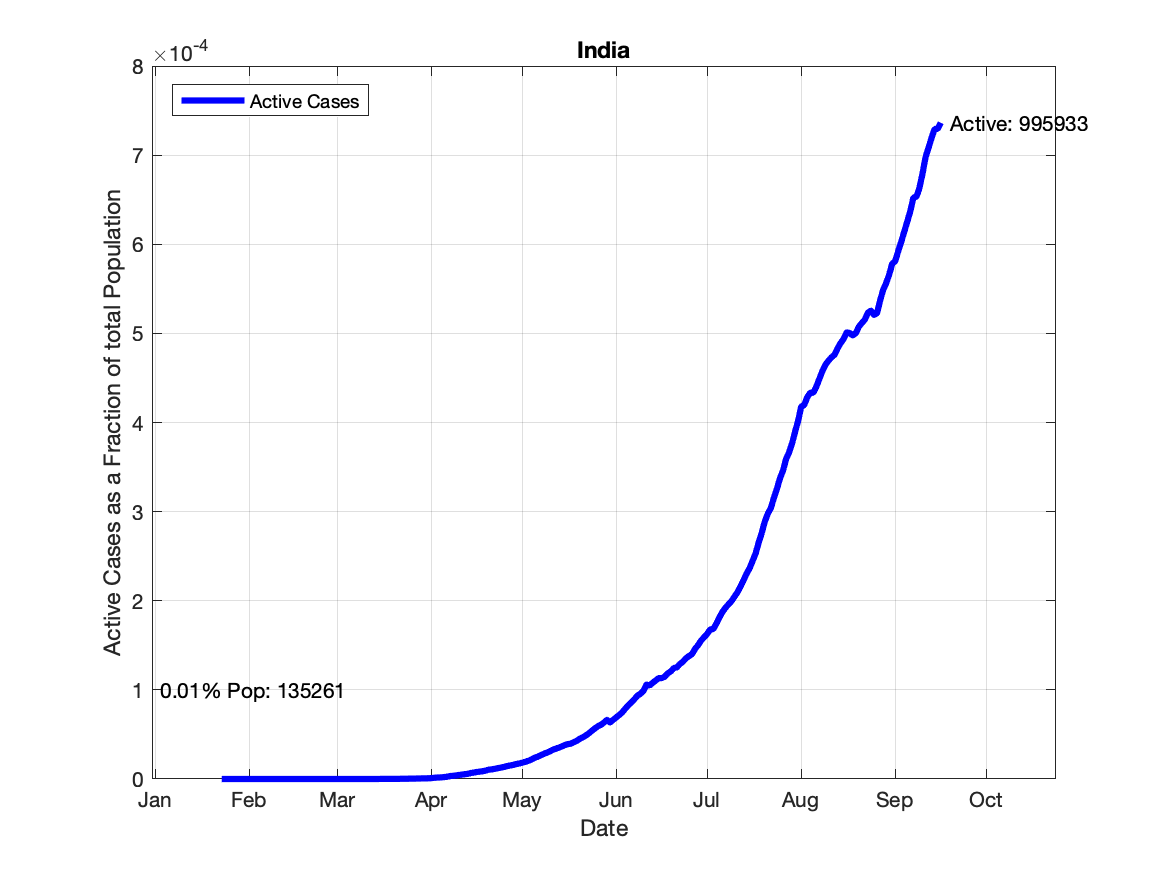 India
×10-4
Active Cases
Active: 995933
8
7
6
5
4
3
2
1
0
0.01% Pop: 135261
Active Cases as a Fraction of total Population
Jan Feb Mar Apr May Jun Jul Aug Sep Oct
Date